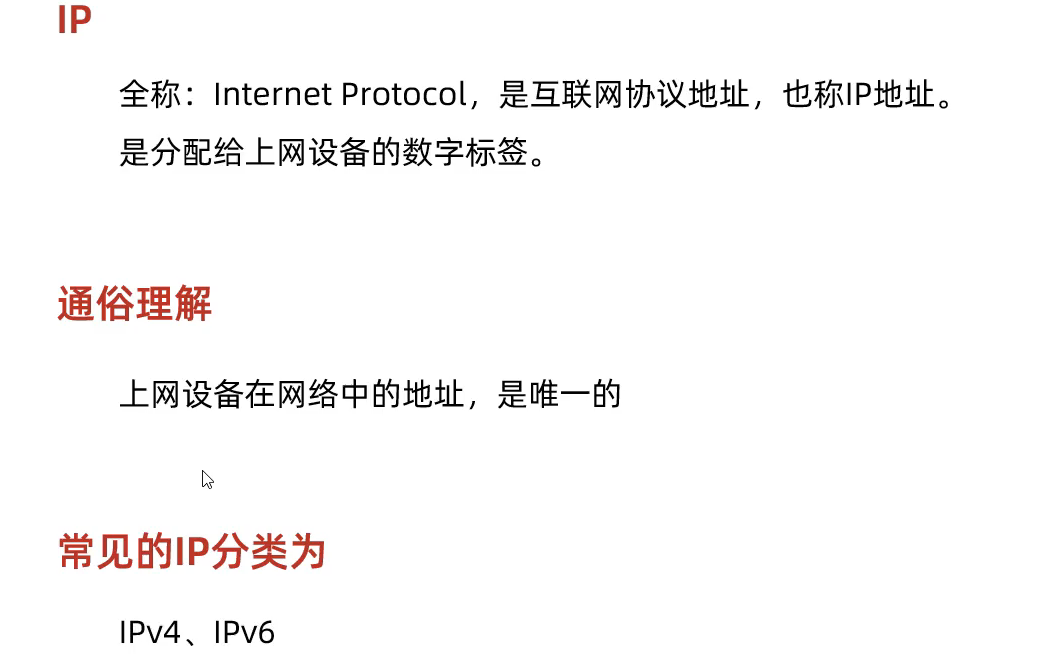 IP
全称：Internet Protocol，是互联网协议地址，也称IP地址。
是分配给上网设备的数字标签。
通俗理解
上网设备在网络中的地址，是唯一的
常见的IP分类为
IPv4、IPv6